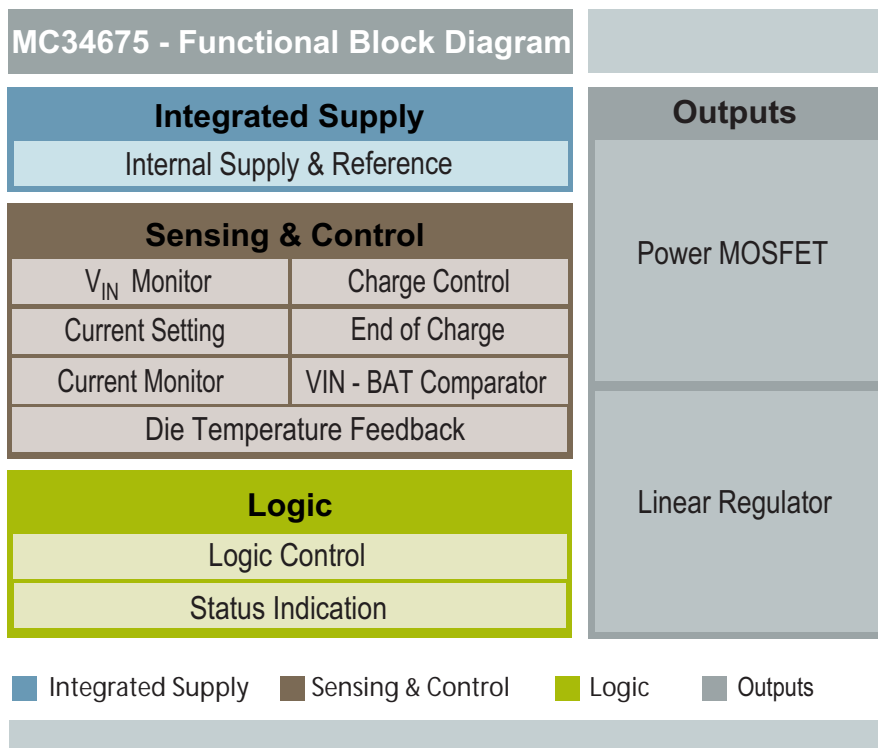 MC34675 - Functional Block Diagram
Integrated Supply
Internal Supply & Reference
Sensing & Control
VIN Monitor
Charge Control
Current Setting
End of Charge
Current Monitor
VIN - BAT Comparator
Die Temperature Feedback
Logic
Logic Control
Status Indication
Outputs
Power MOSFET
Linear Regulator
Integrated Supply
Sensing & Control
Logic
Outputs